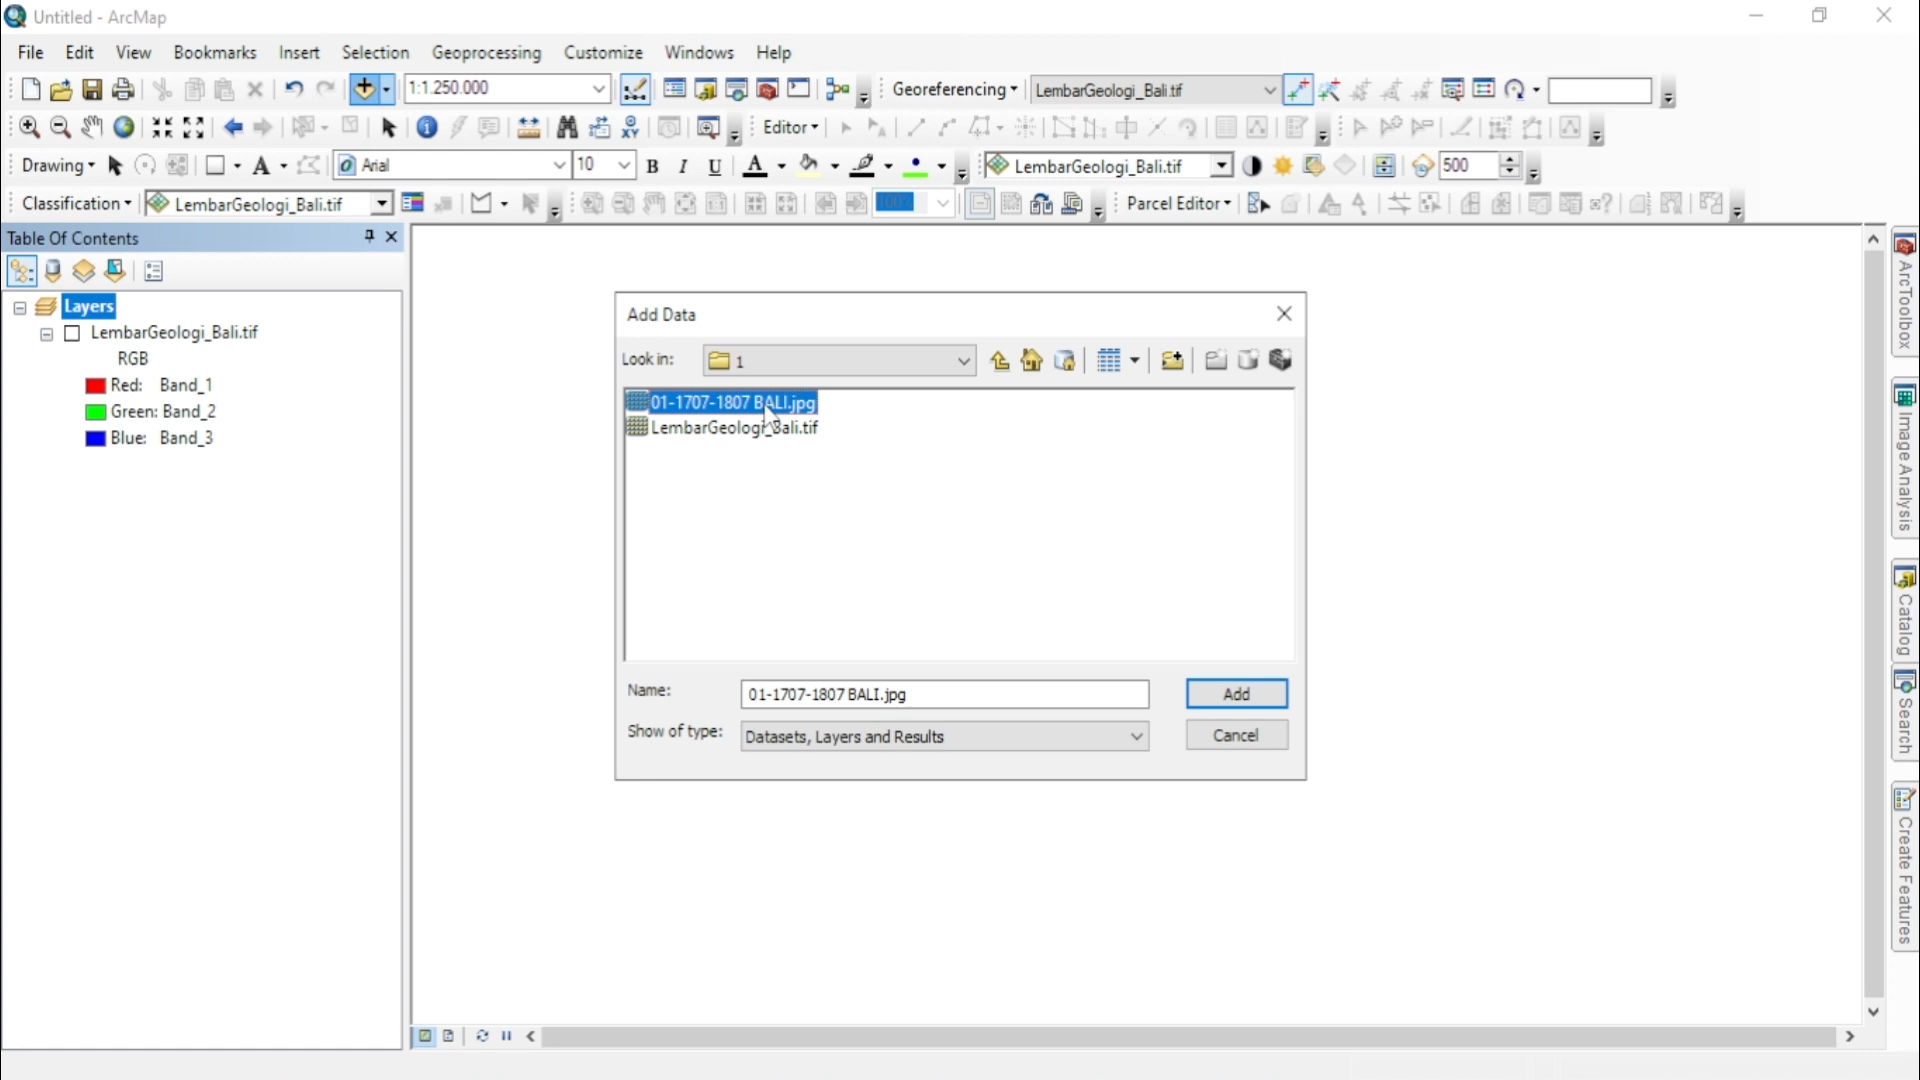 Untitled - ArcMap
File Edit View Bookmarks Insert Selection Geoprocessing Customize Windows Help
1:1.250.000 Georeferencing LembarGeologi_Bali.tif
Editor
Drawing A Arial 10 B I U A LembarGeologi_Bali.tif 500
Classification LembarGeologi_Bali.tif 100% Parcel Editor
Table Of Contents
Layers
LembarGeologi_Bali.tif
RGB
Red: Band_1
Green: Band_2
Blue: Band_3
Add Data
Look in: 1
01-1707-1807 BALI.jpg
LembarGeologi_Bali.tif
Name: 01-1707-1807 BALI.jpg Add
Show of type: Datasets, Layers and Results Cancel
ArcToolbox
Image Analysis
Catalog
Search
Create Features